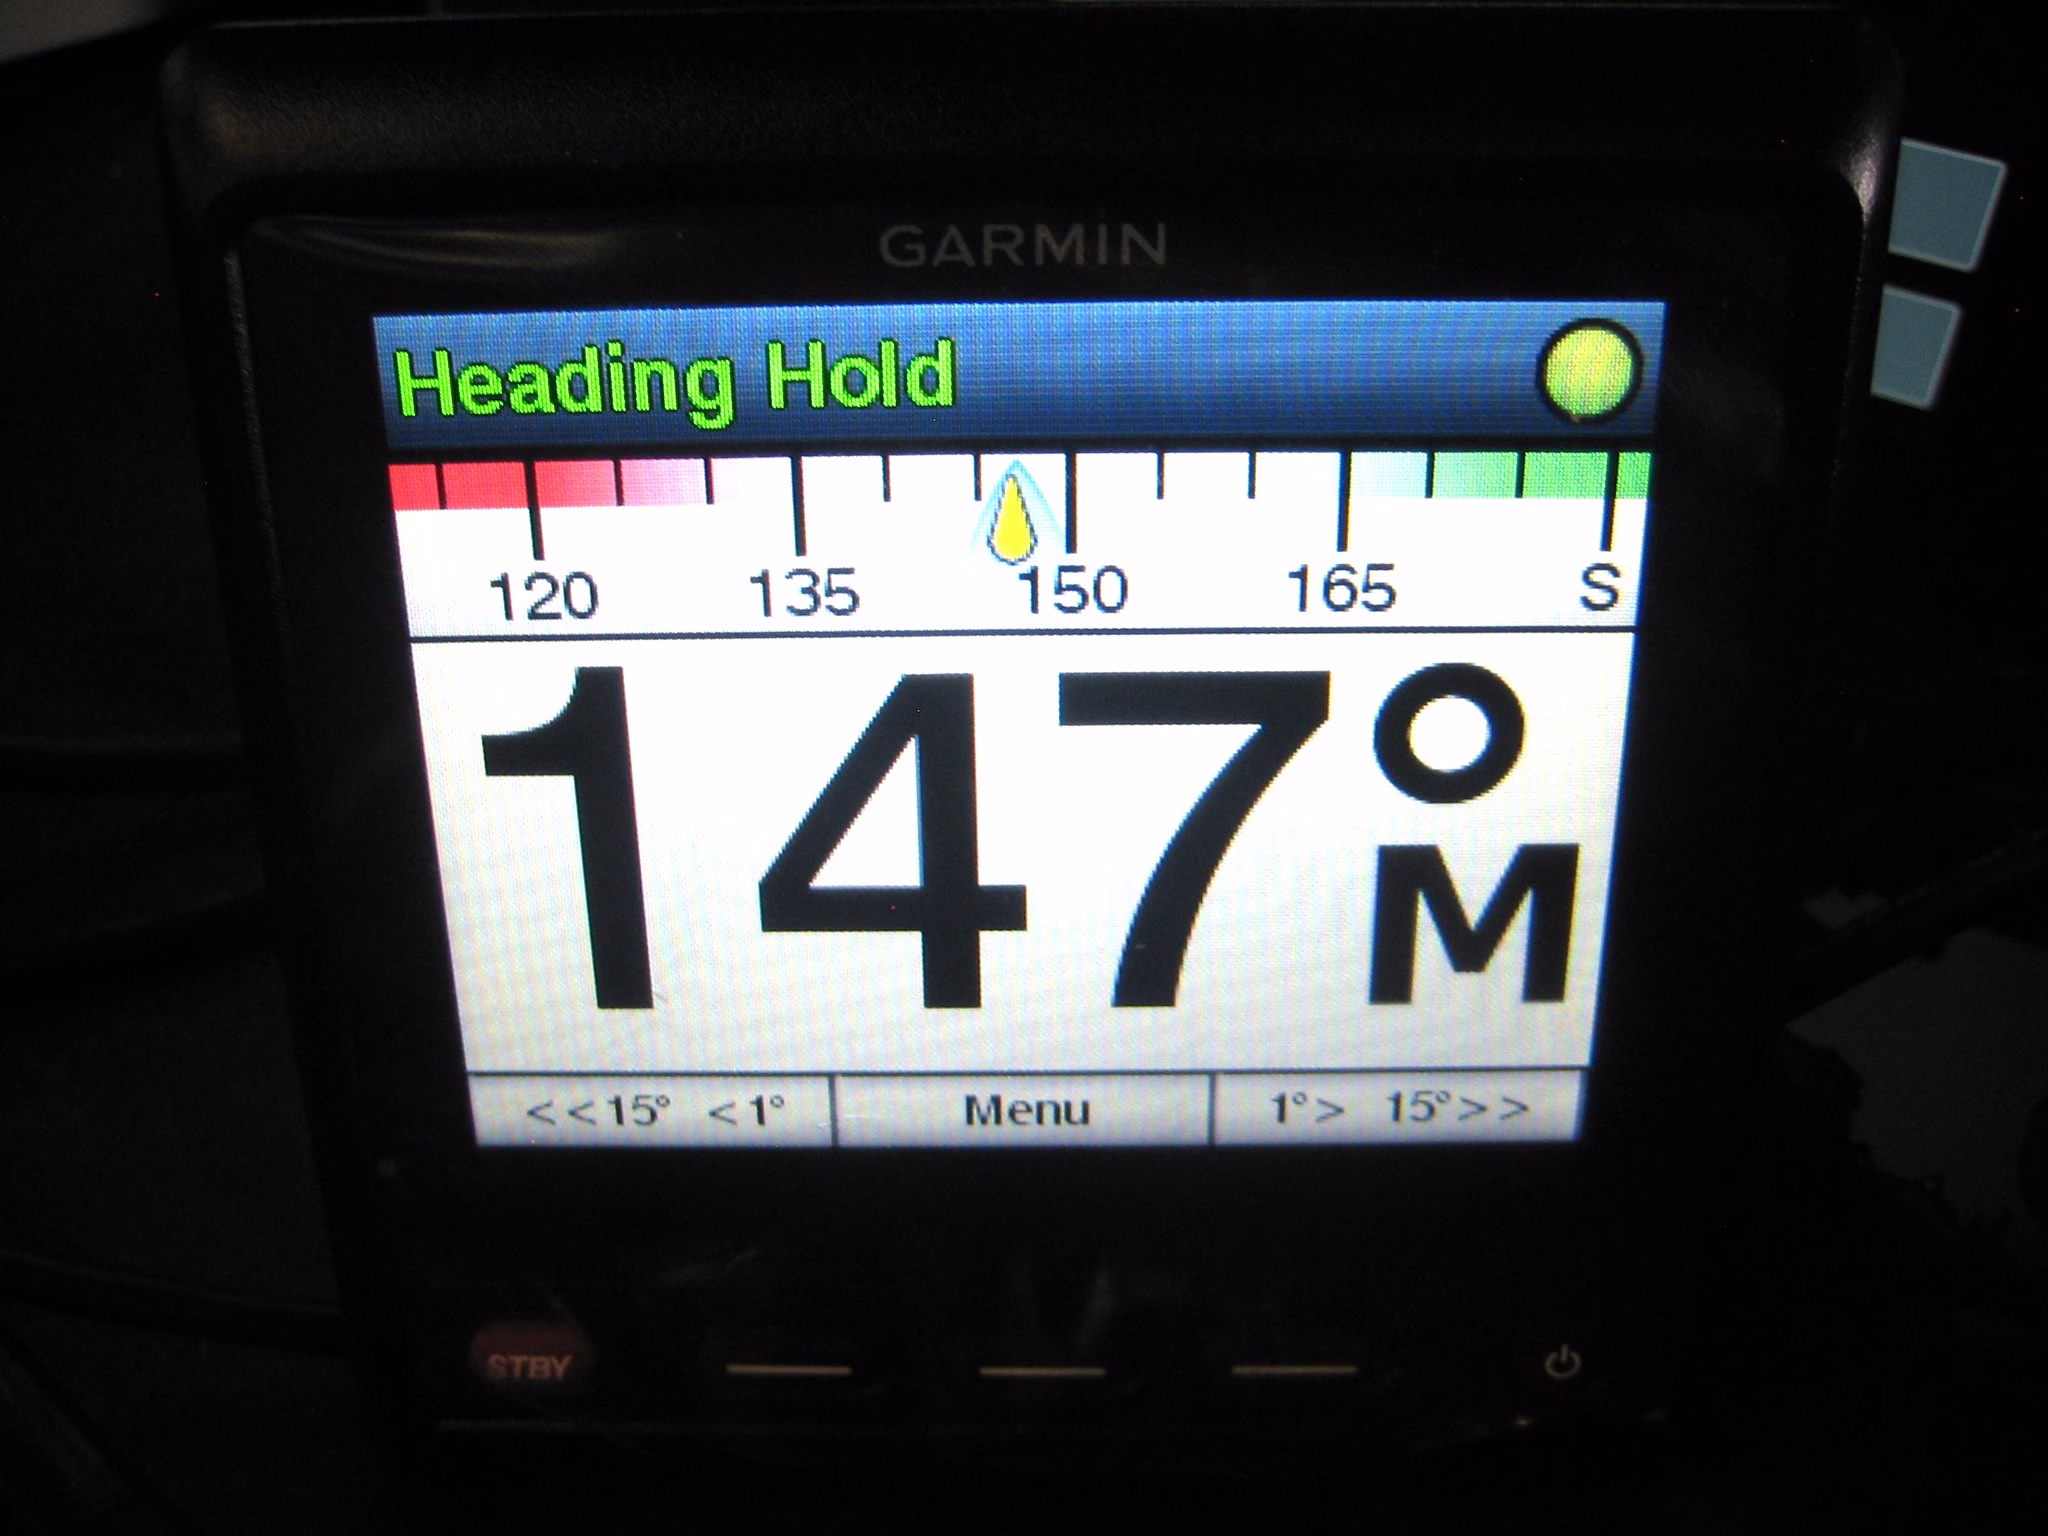 GARMIN
Heading Hold
120 135 150 165 S
147°M
<<15° <1° Menu 1°> 15°>>
STBY